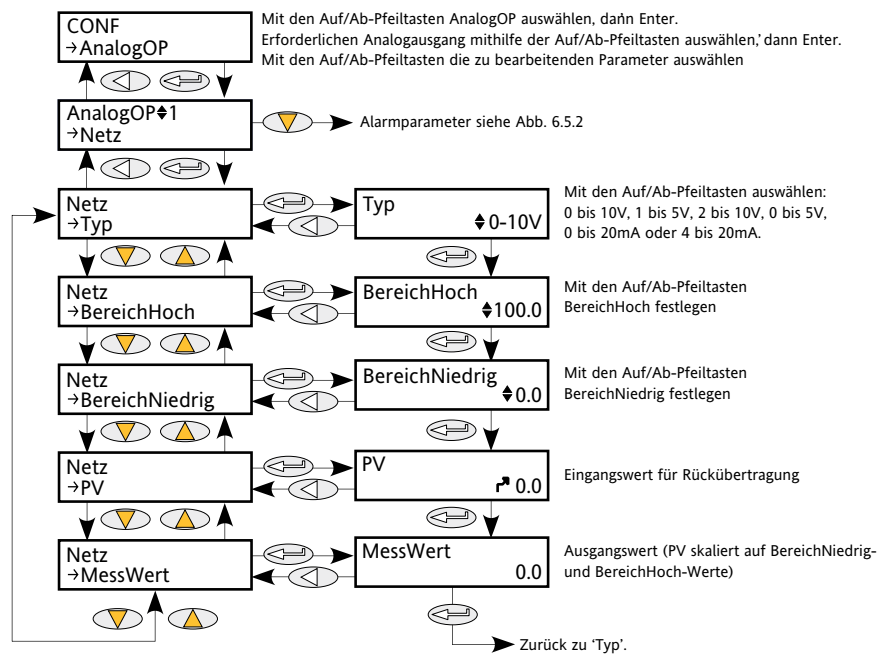 CONF
→AnalogOP
Mit den Auf/Ab-Pfeiltasten AnalogOP auswählen, dann Enter.
Erforderlichen Analogausgang mithilfe der Auf/Ab-Pfeiltasten auswählen,' dann Enter.
Mit den Auf/Ab-Pfeiltasten die zu bearbeitenden Parameter auswählen
AnalogOP♦1
→Netz
Alarmparameter siehe Abb. 6.5.2
Netz
→Typ
Typ
♦0-10V
Mit den Auf/Ab-Pfeiltasten auswählen:
0 bis 10V, 1 bis 5V, 2 bis 10V, 0 bis 5V,
0 bis 20mA oder 4 bis 20mA.
Netz
→BereichHoch
BereichHoch
♦100.0
Mit den Auf/Ab-Pfeiltasten
BereichHoch festlegen
Netz
→BereichNiedrig
BereichNiedrig
♦0.0
Mit den Auf/Ab-Pfeiltasten
BereichNiedrig festlegen
Netz
→PV
PV
0.0
Eingangswert für Rückübertragung
Netz
→MessWert
MessWert
0.0
Ausgangswert (PV skaliert auf BereichNiedrig-
und BereichHoch-Werte)
Zurück zu 'Typ'.